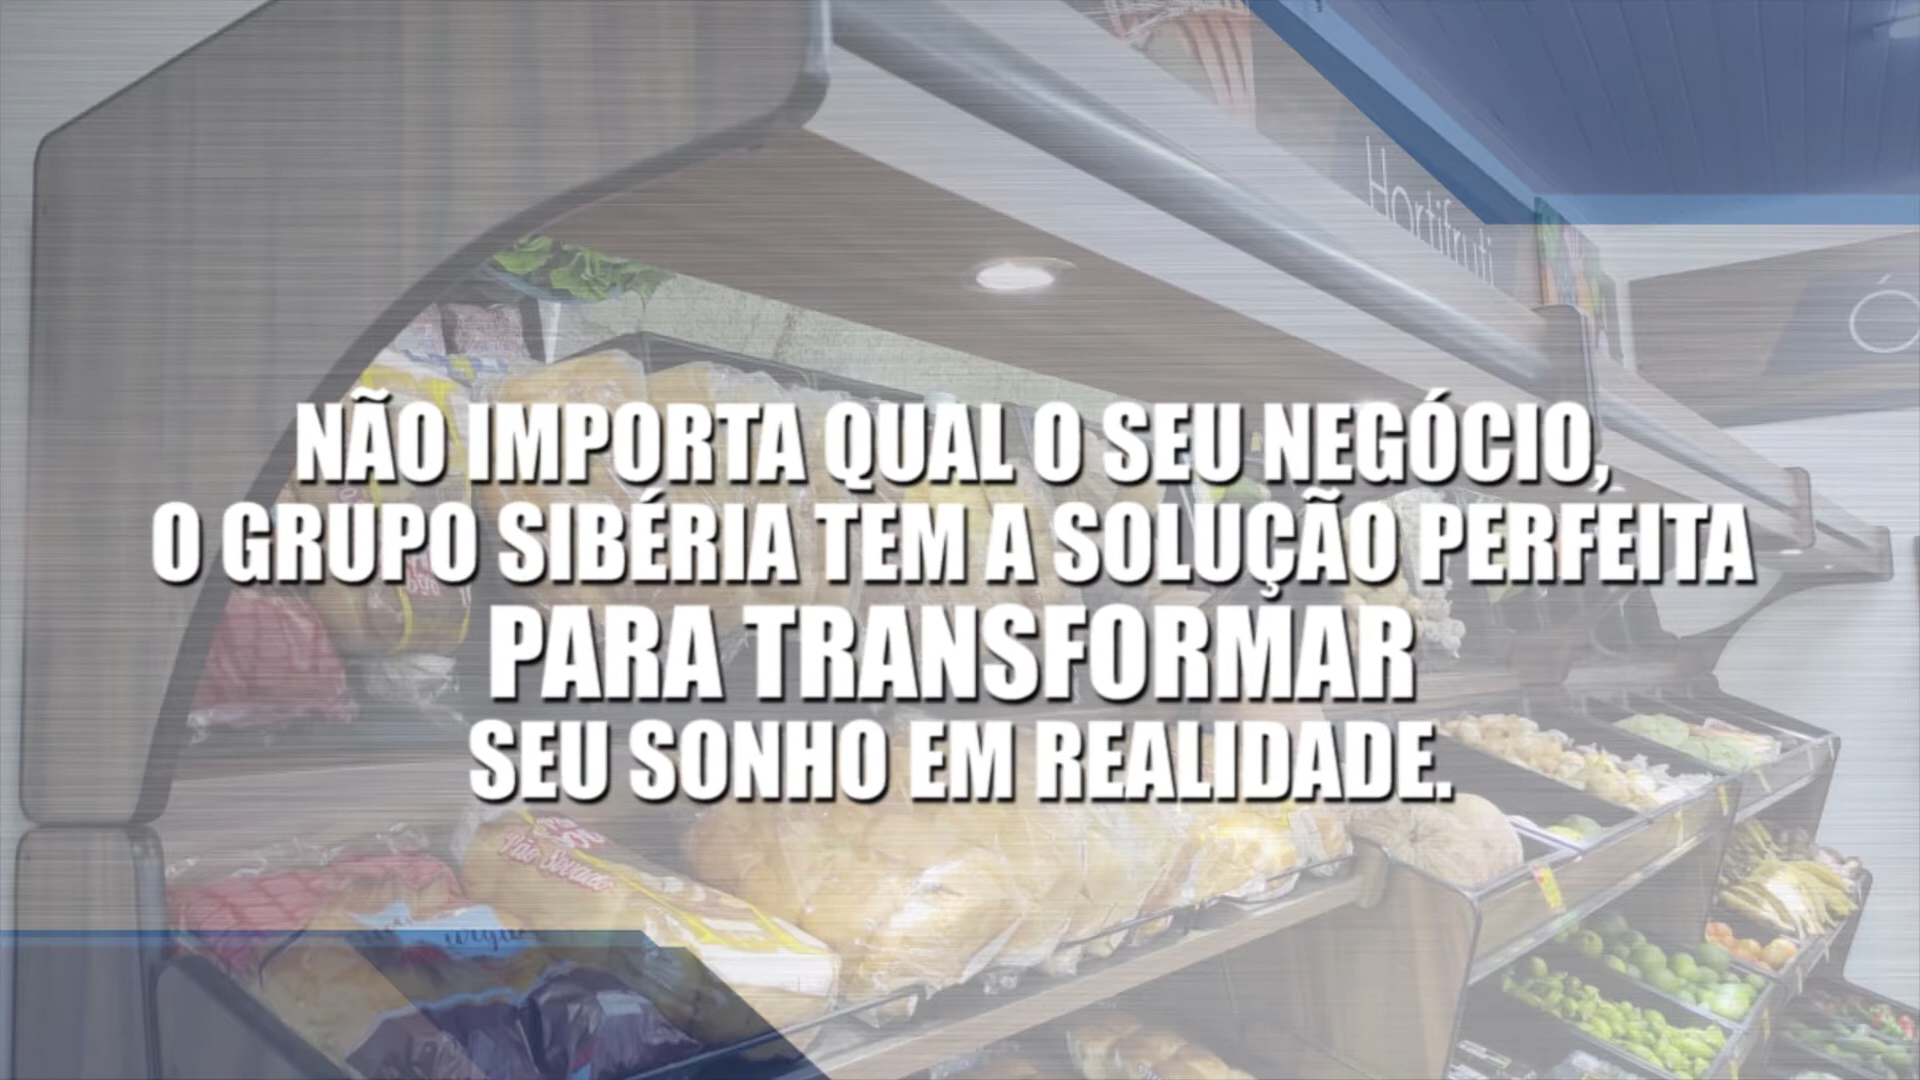 Hortifruti
NÃO IMPORTA QUAL O SEU NEGÓCIO,
O GRUPO SIBÉRIA TEM A SOLUÇÃO PERFEITA
PARA TRANSFORMAR
SEU SONHO EM REALIDADE.